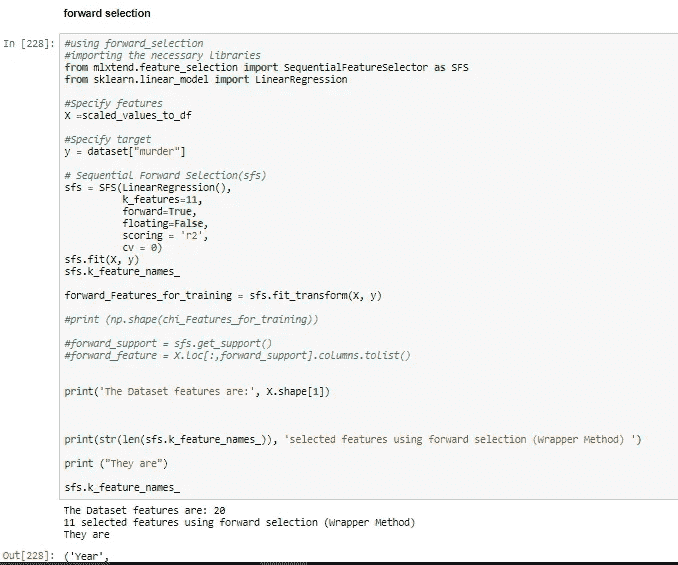 forward selection
In [228]: #using forward_selection
#importing the necessary libraries
from mlxtend.feature_selection import SequentialFeatureSelector as SFS
from sklearn.linear_model import LinearRegression
#Specify features
X =scaled_values_to_df
#Specify target
y = dataset["murder"]
# Sequential Forward Selection(sfs)
sfs = SFS(LinearRegression(),
k_features=11,
forward=True,
floating=False,
scoring = 'r2',
cv = 0)
sfs.fit(X, y)
sfs.k_feature_names_
forward_Features_for_training = sfs.fit_transform(X, y)
#print (np.shape(chi_Features_for_training))
#forward_support = sfs.get_support()
#forward_feature = X.loc[:,forward_support].columns.tolist()
print('The Dataset features are:', X.shape[1])
print(str(len(sfs.k_feature_names_)), 'selected features using forward selection (Wrapper Method) ')
print ("They are")
sfs.k_feature_names_
The Dataset features are: 20
11 selected features using forward selection (Wrapper Method)
They are
Out[228]: ('Year',